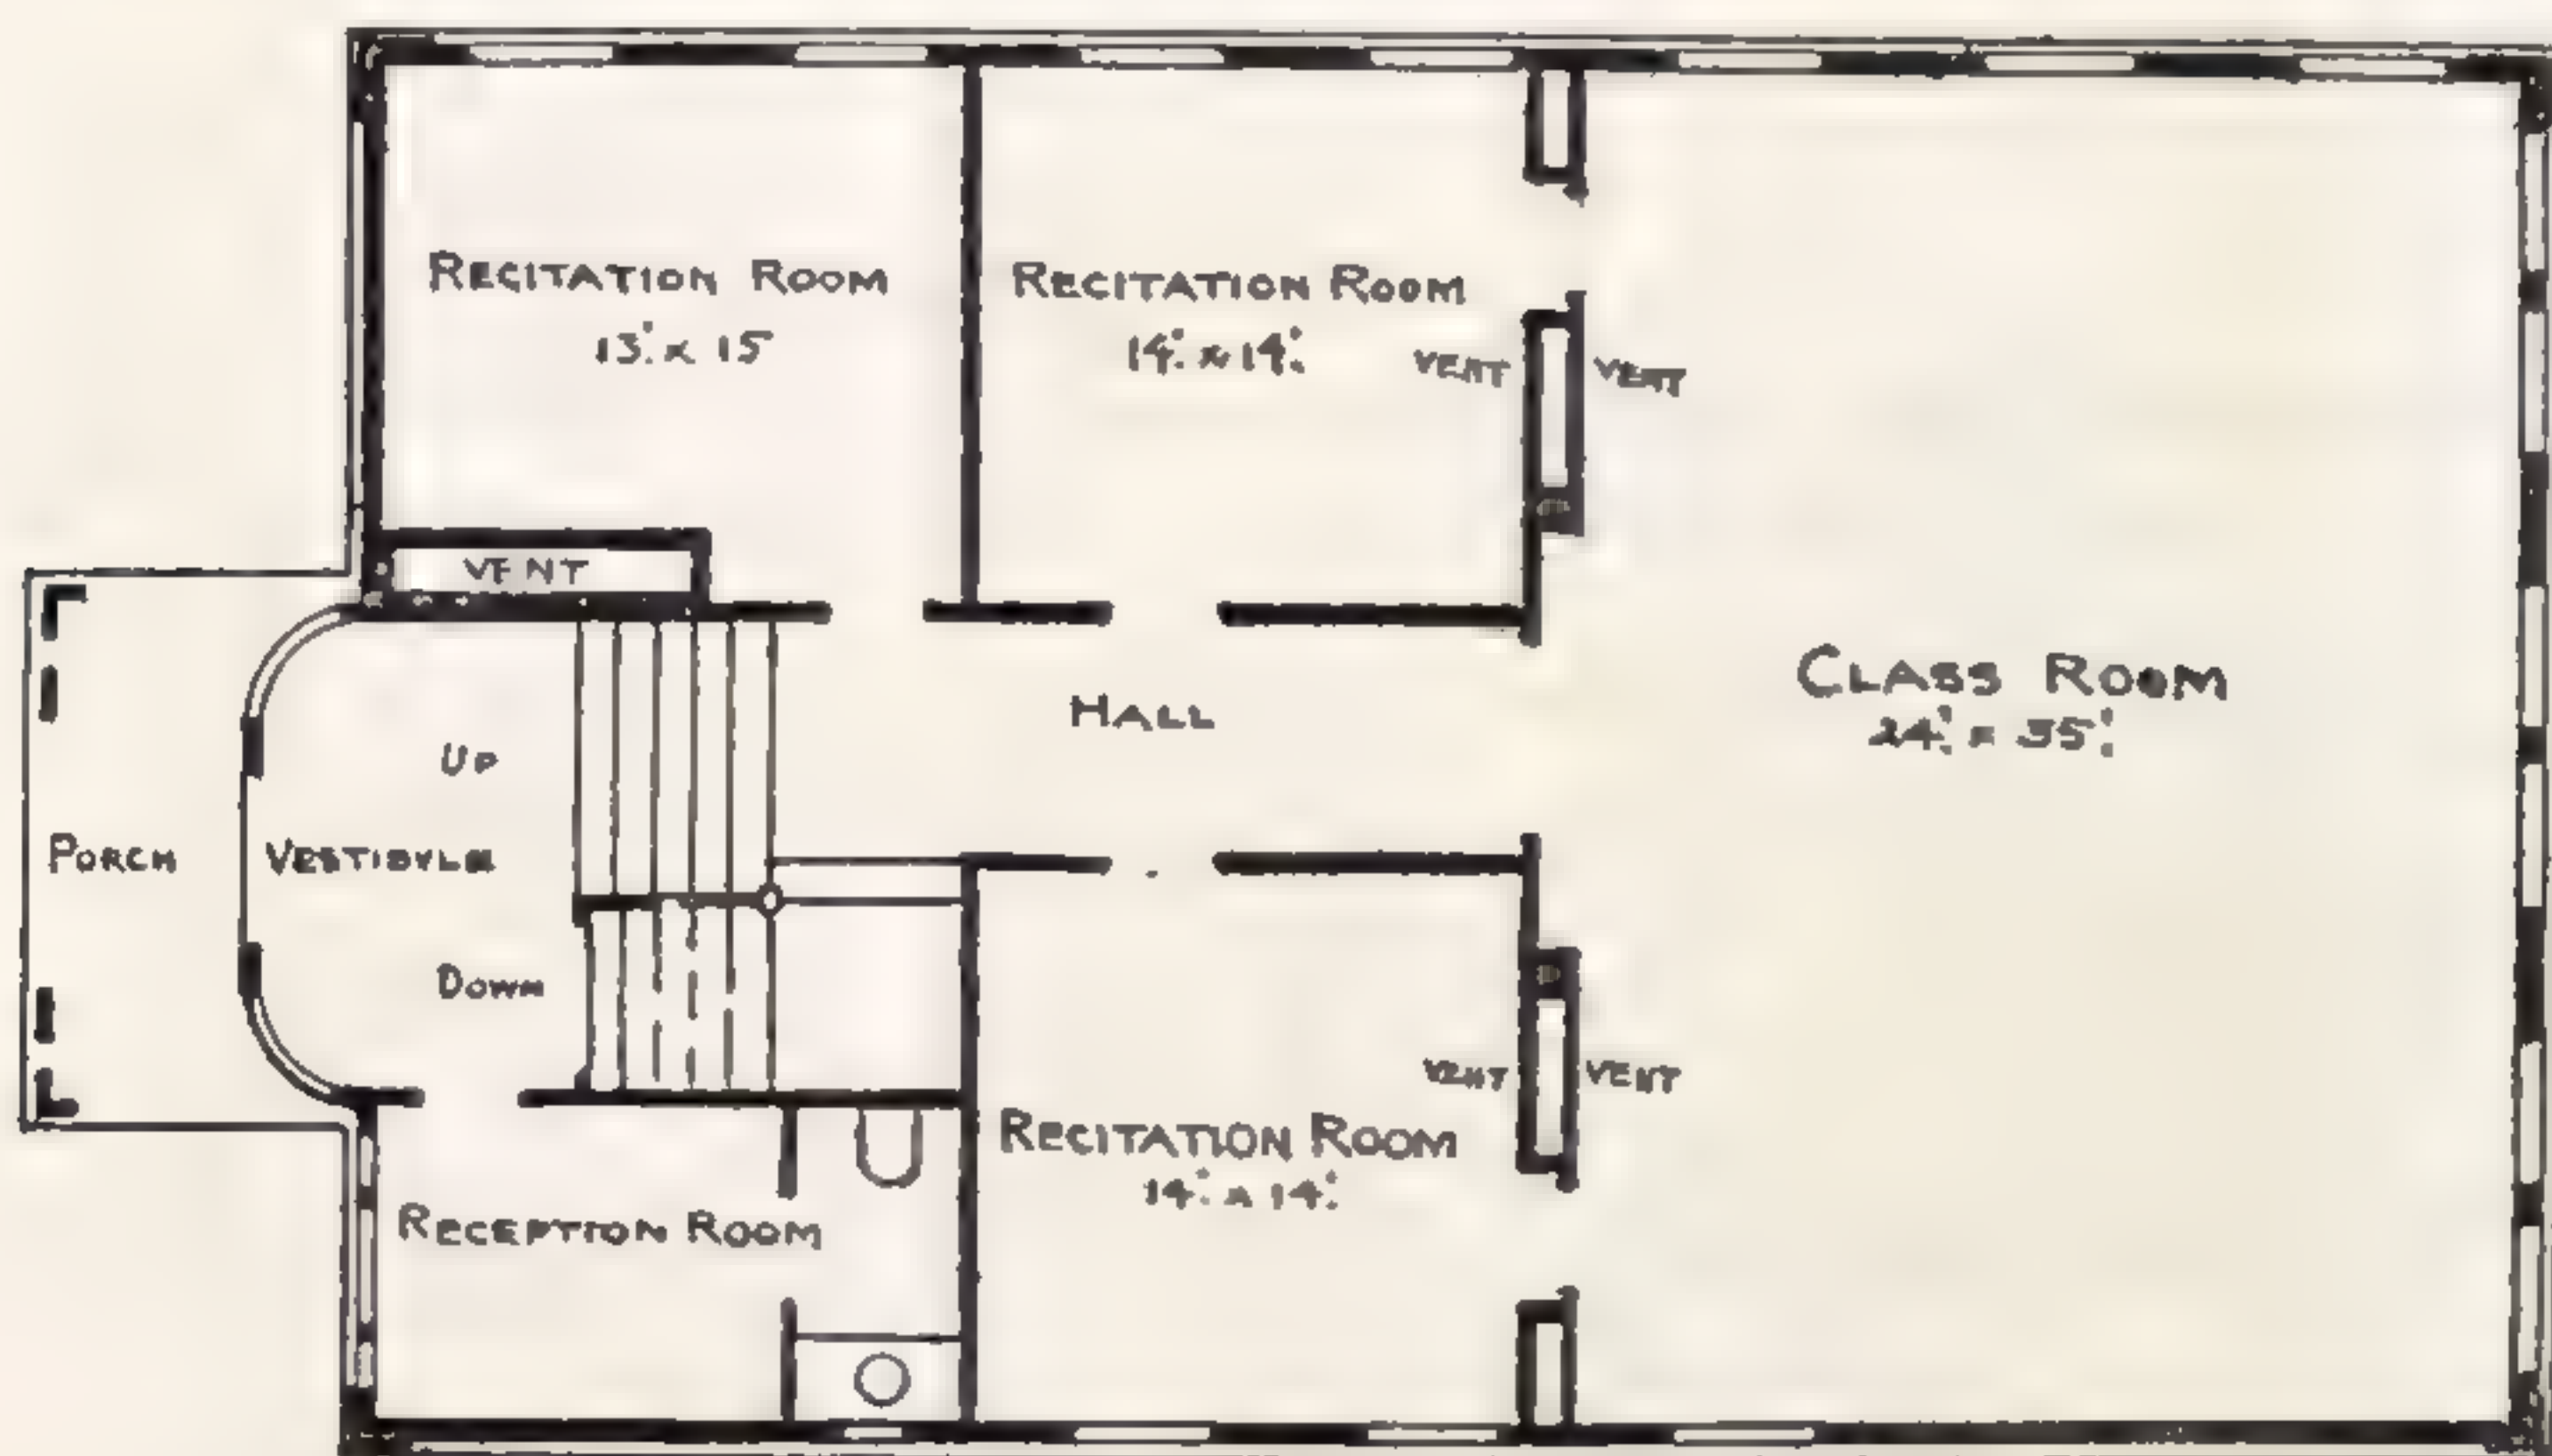 RECITATION ROOM
13' x 15
RECITATION ROOM
14' x 14'
VENT
VENT
VENT
CLASS ROOM
24' x 35'
HALL
UP
PORCH
VESTIBVLE
DOWN
VENT
VENT
RECITATION ROOM
14' x 14'
RECEPTION ROOM